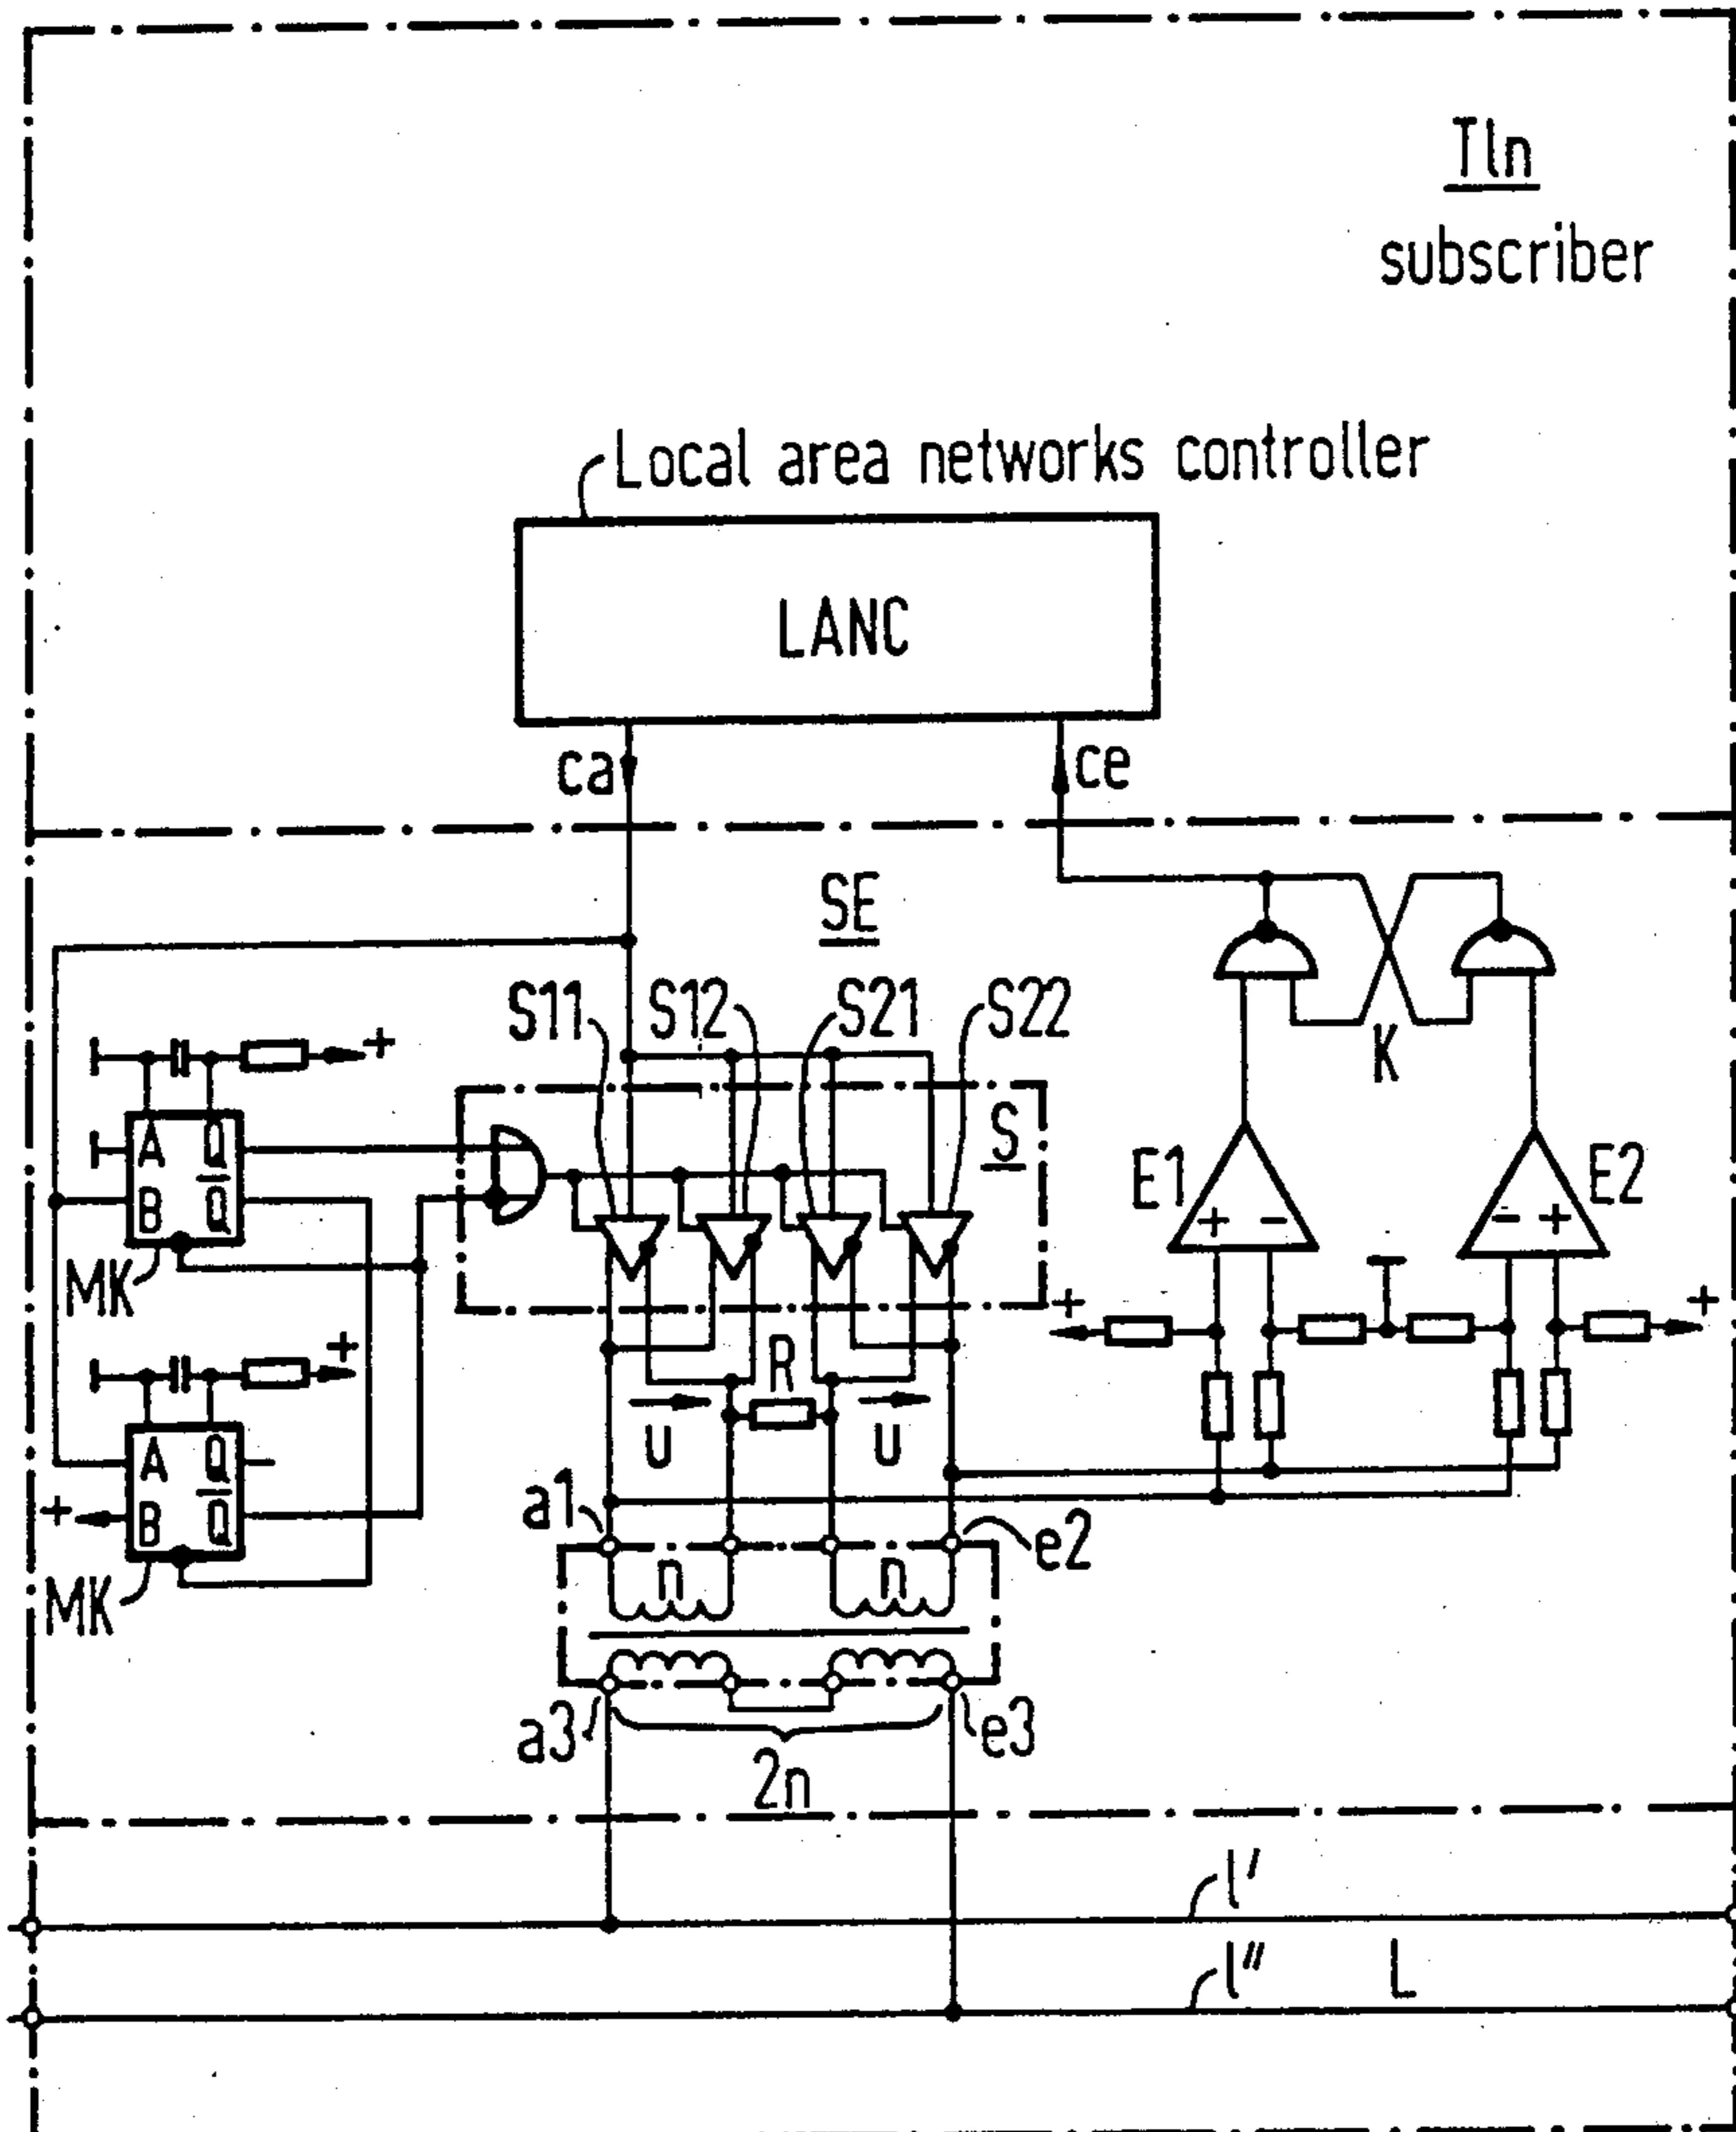 Tln
subscriber
Local area networks controller
LANC
ca
ce
SE
S11
S12
S21
S22
K
+
A
Q
B
Q̅
S
E1
+
-
E2
-
+
MK
+
+
+
R
U
U
A
Q
+
B
Q̅
MK
a1
e2
n
n
a3
e3
2n
l'
l"
L